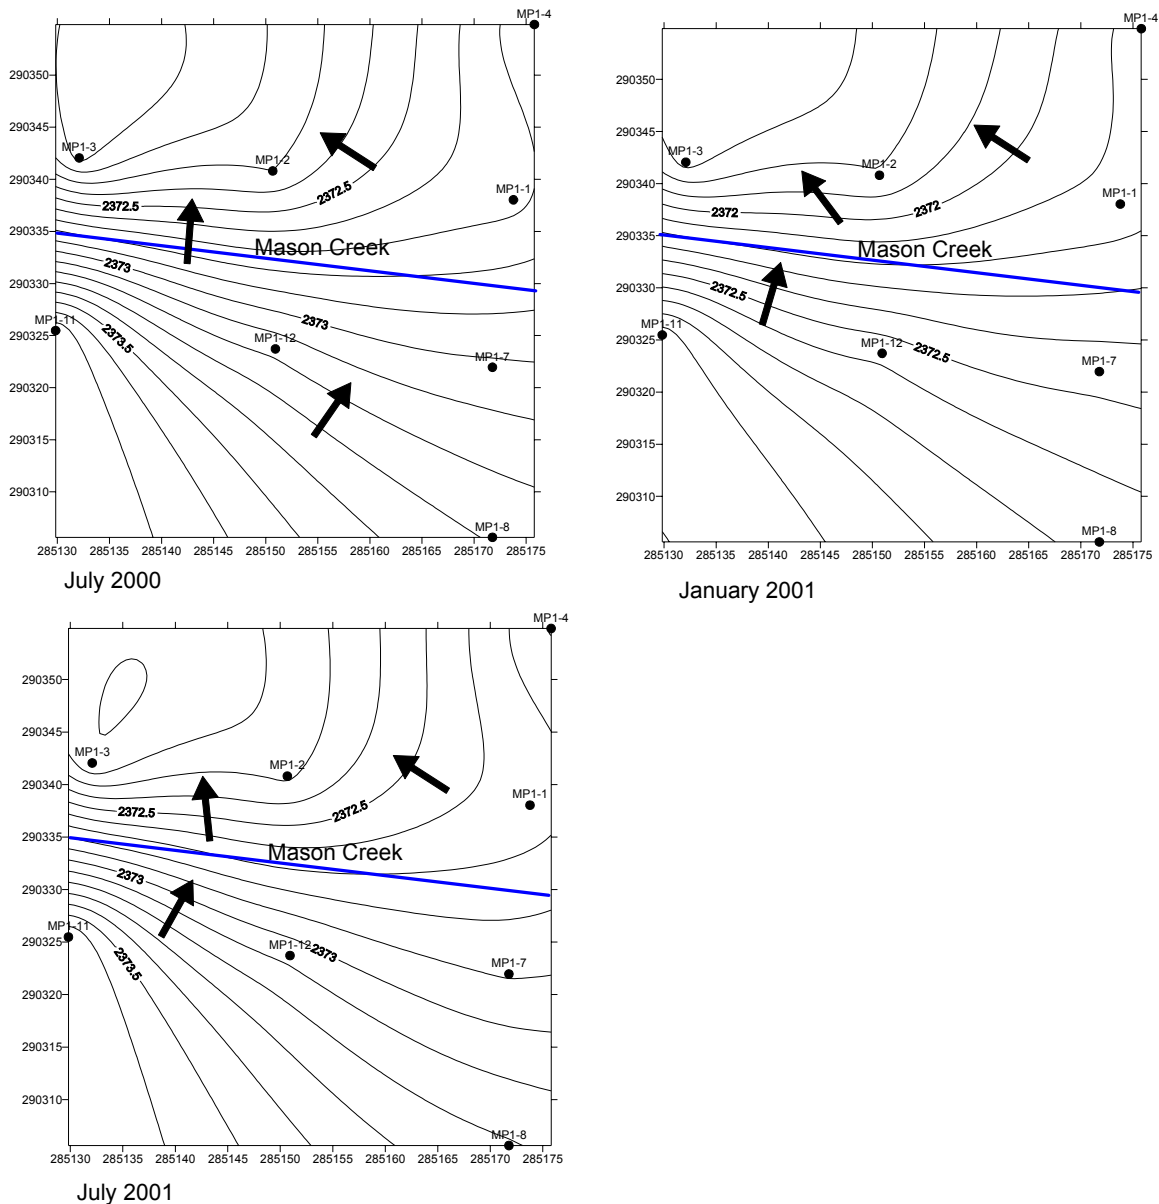 MP1-4
290350
290345
MP1-3
MP1-2
290340
2372.5
MP1-1
2372.5
290335
Mason Creek
2373
290330
MP1-11
290325
2373.5
MP1-12
2373
MP1-7
290320
290315
290310
MP1-8
285130 285135 285140 285145 285150 285155 285160 285165 285170 285175
July 2000
MP1-4
290350
290345
MP1-3
MP1-2
290340
MP1-1
2372
2372
290335
Mason Creek
290330
2372.5
MP1-11
290325
MP1-12
2372.5
MP1-7
290320
290315
290310
MP1-8
285130 285135 285140 285145 285150 285155 285160 285165 285170 285175
January 2001
MP1-4
290350
290345
MP1-3
MP1-2
290340
2372.5
2372.5
MP1-1
290335
Mason Creek
2373
290330
MP1-11
290325
2373.5
MP1-12
2373
MP1-7
290320
290315
290310
MP1-8
285130 285135 285140 285145 285150 285155 285160 285165 285170 285175
July 2001